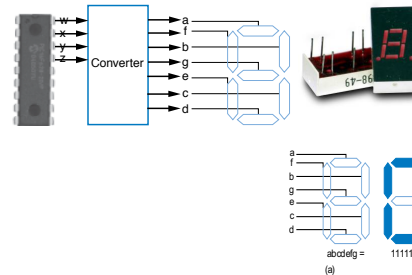 w
x
y
z
Converter
a
f
b
g
e
c
d
a
f
b
g
e
c
d
abcdefg =
11111
(a)